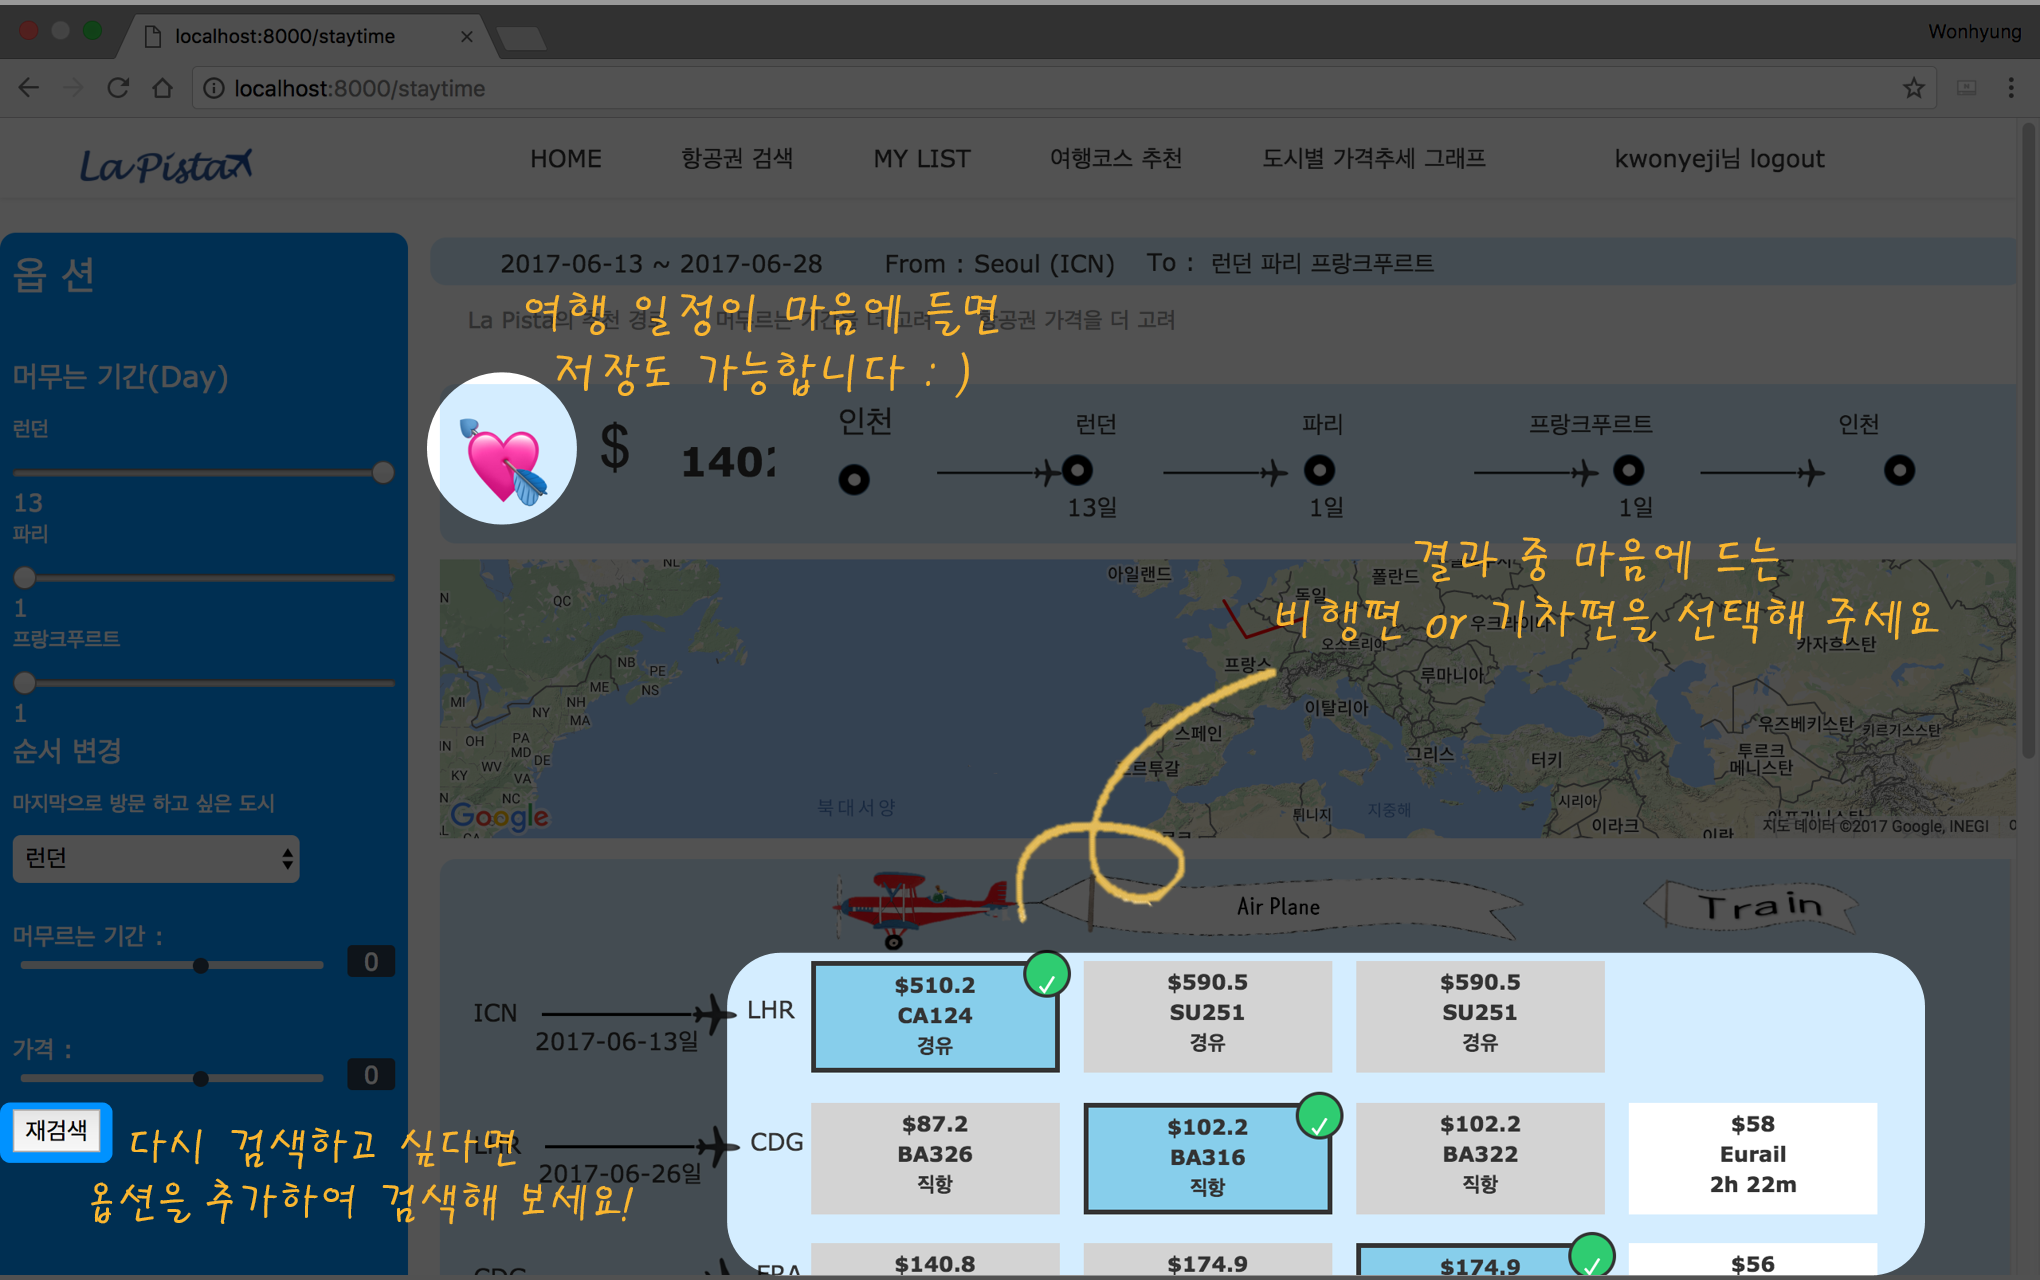 localhost:8000/staytime
Wonhyung
localhost:8000/staytime
La Pista
HOME 항공권 검색 MY LIST 여행코스 추천 도시별 가격추세 그래프 kwonyeji님 logout
옵 션
머무는 기간(Day)
런던
13
파리
1
프랑크푸르트
1
순서 변경
마지막으로 방문 하고 싶은 도시
런던
머무르는 기간 :
0
가격 :
0
재검색
다시 검색하고 싶다면
옵션을 추가하여 검색해 보세요!
2017-06-13 ~ 2017-06-28 From : Seoul (ICN) To : 런던 파리 프랑크푸르트
La Pista의 추천 경로 머무르는 기간을 더 고려 항공권 가격을 더 고려
여행 일정이 마음에 들면
저장도 가능합니다 : )
$ 1402
인천 런던 파리 프랑크푸르트 인천
13일 1일 1일
결과 중 마음에 드는
비행편 or 기차편을 선택해 주세요
NL
QC
NB
PE
ME
NS
MI
NH
NY
MA
OH
PA
MD
DE
WV
KY
VA
NC
Google
북대서양
아일랜드
폴란드
독일
우크라이나
오스트리아
카자흐스탄
프랑스
루마니아
이탈리아
스페인
우즈베키스탄
키르기스스탄
투르크
메니스탄
그리스
터키
포르투갈
시리아
지중해
튀니지
이라크
이란
지도 데이터 ©2017 Google, INEGI
Air Plane
Train
ICN LHR
2017-06-13일
$510.2
CA124
경유
$590.5
SU251
경유
$590.5
SU251
경유
LHR CDG
2017-06-26일
$87.2
BA326
직항
$102.2
BA316
직항
$102.2
BA322
직항
$58
Eurail
2h 22m
CDG FRA
$140.8 $174.9 $174.9 $56